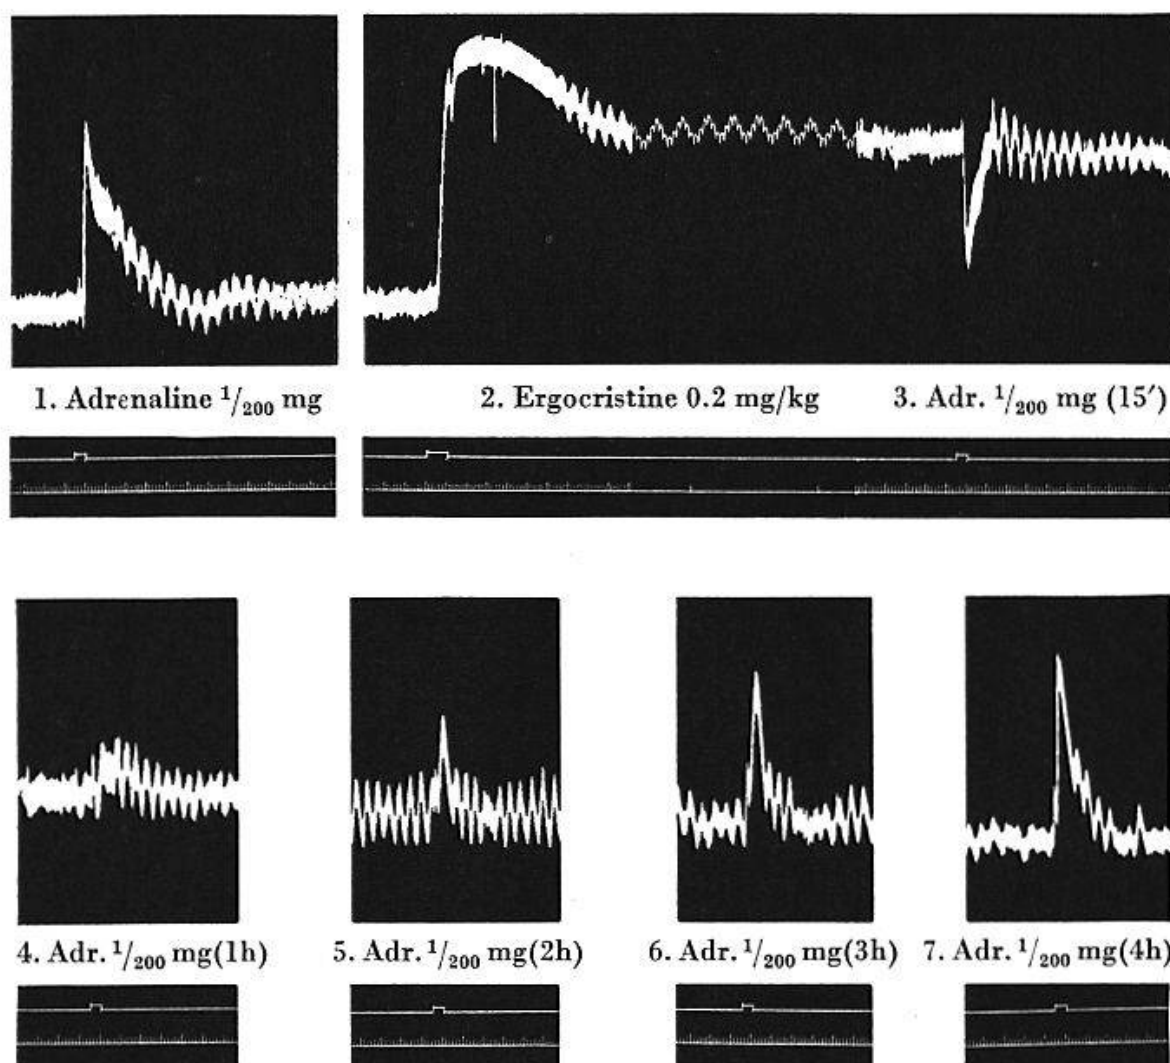 1. Adrenaline 1/200 mg
2. Ergocristine 0.2 mg/kg
3. Adr. 1/200 mg (15′)
4. Adr. 1/200 mg(1h)
5. Adr. 1/200 mg(2h)
6. Adr. 1/200 mg(3h)
7. Adr. 1/200 mg(4h)